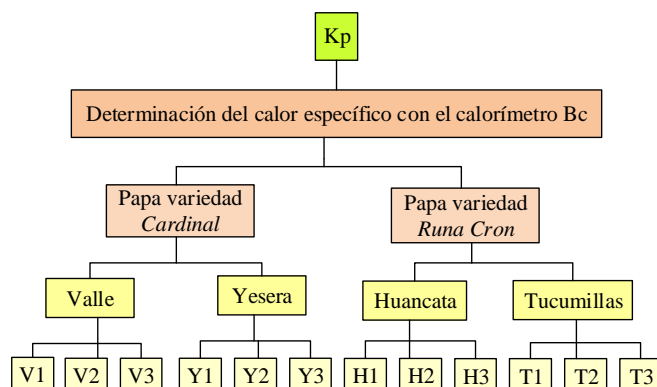 Kp
Determinación del calor específico con el calorímetro Bc
Papa variedad
Cardinal
Papa variedad
Runa Cron
Valle
Yesera
Huancata
Tucumillas
V1
V2
V3
Y1
Y2
Y3
H1
H2
H3
T1
T2
T3